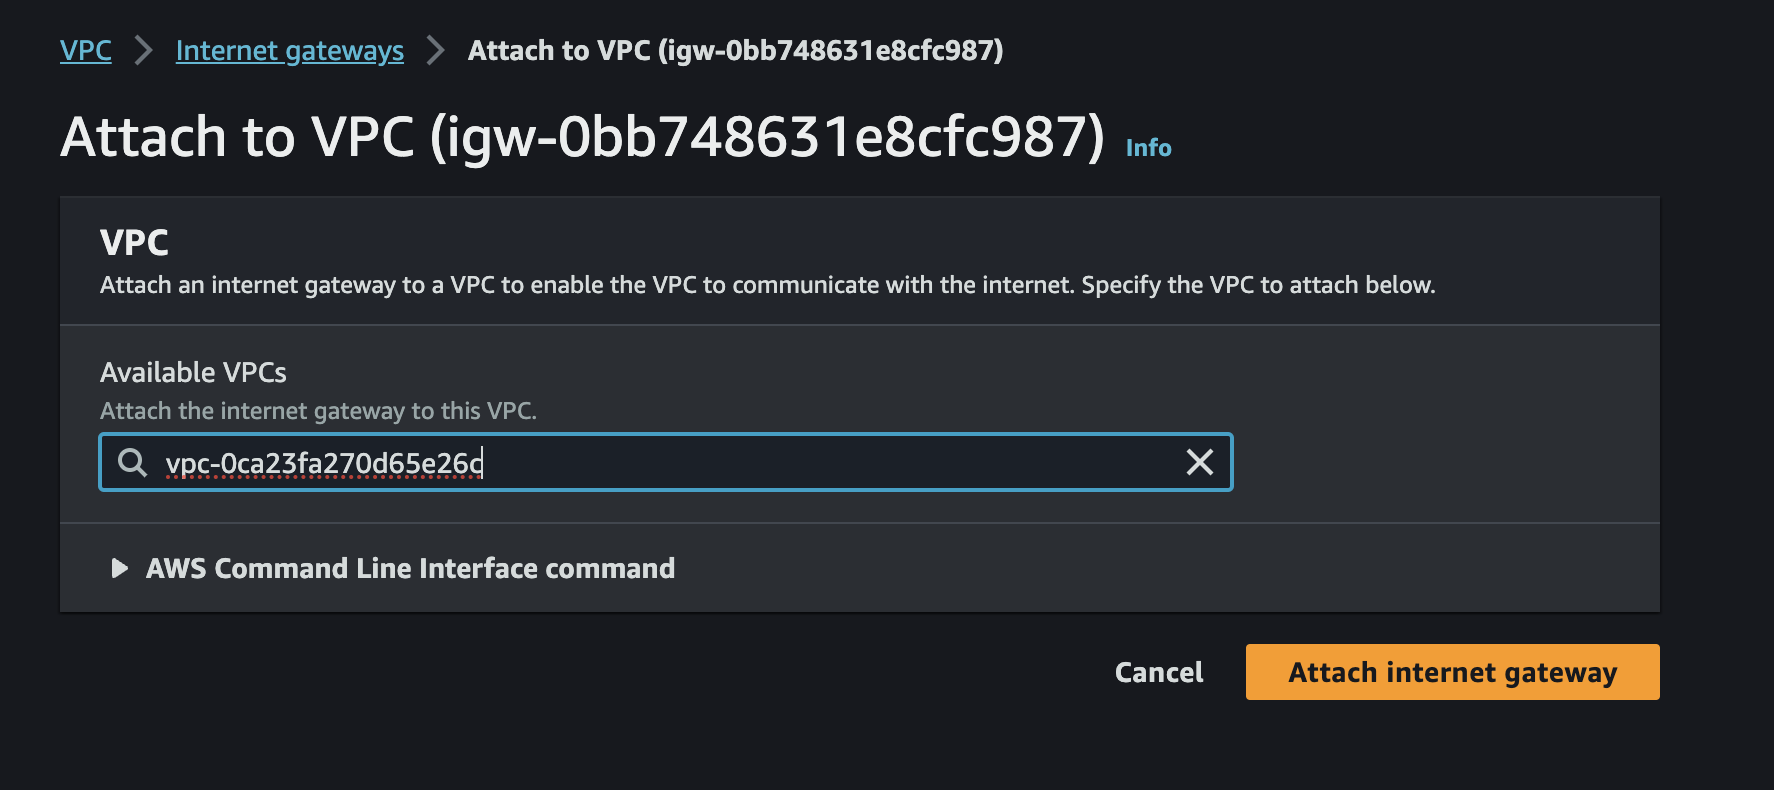 VPC > Internet gateways > Attach to VPC (igw-0bb748631e8cfc987)
Attach to VPC (igw-0bb748631e8cfc987) Info
VPC
Attach an internet gateway to a VPC to enable the VPC to communicate with the internet. Specify the VPC to attach below.
Available VPCs
Attach the internet gateway to this VPC.
vpc-0ca23fa270d65e26c
AWS Command Line Interface command
Cancel Attach internet gateway